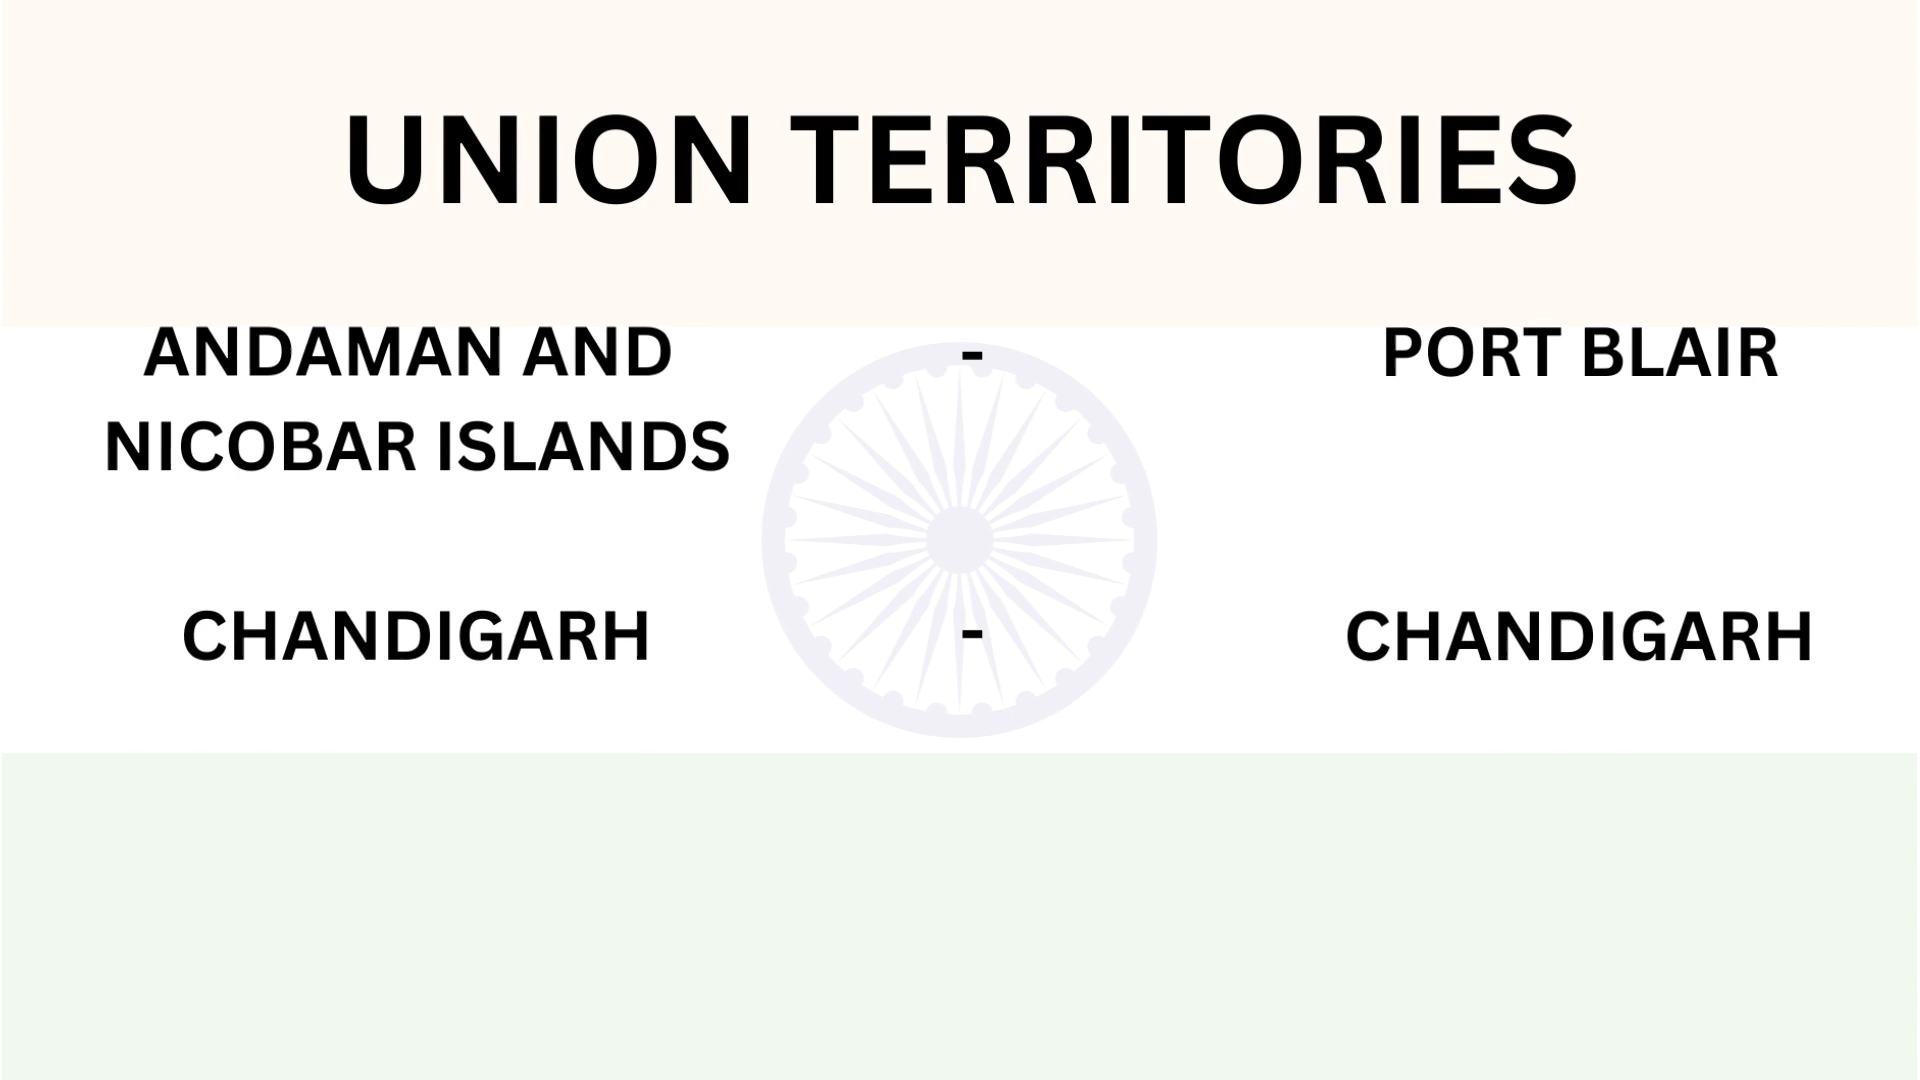 UNION TERRITORIES
ANDAMAN AND - PORT BLAIR
NICOBAR ISLANDS
CHANDIGARH - CHANDIGARH